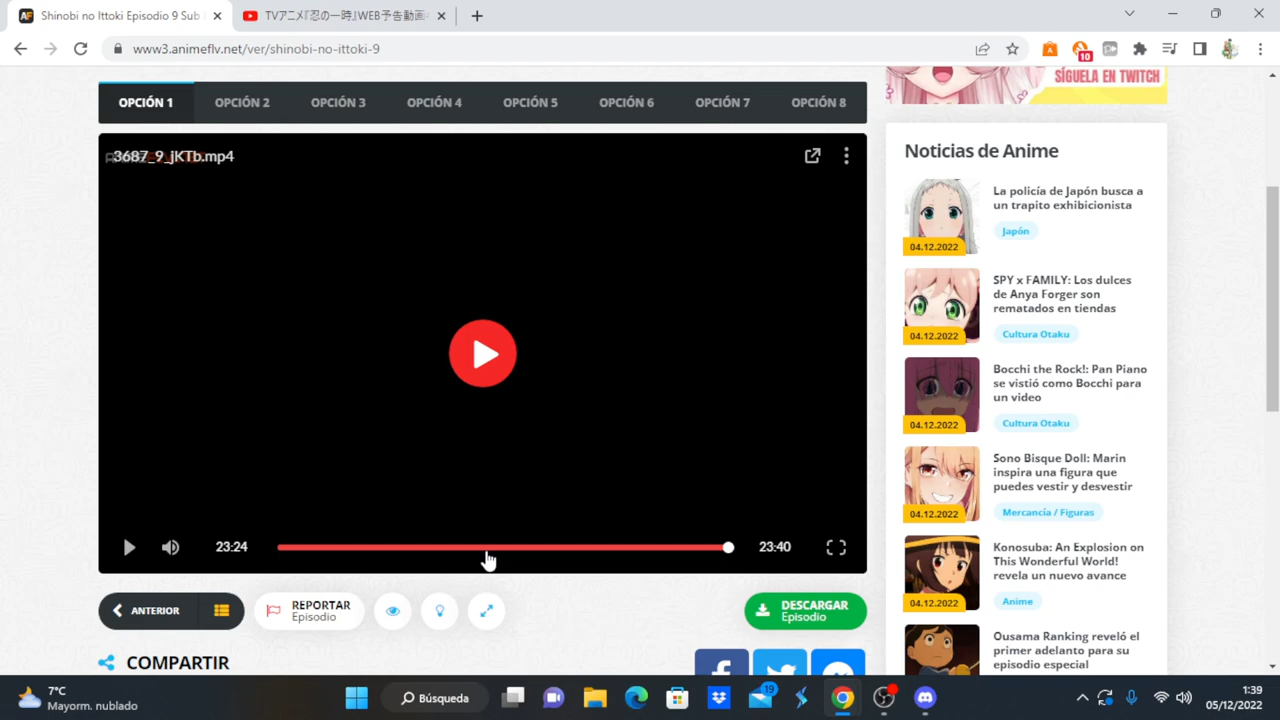 Shinobi no Ittoki Episodio 9 Sub
TVアニメ『忍の一時』WEB予告動画
www3.animeflv.net/ver/shinobi-no-ittoki-9
10
SÍGUELA EN TWITCH
OPCIÓN 1
OPCIÓN 2
OPCIÓN 3
OPCIÓN 4
OPCIÓN 5
OPCIÓN 6
OPCIÓN 7
OPCIÓN 8
3687_9_jKTb.mp4
23:24
23:40
ANTERIOR
REPORTAR
Episodio
DESCARGAR
Episodio
COMPARTIR
Noticias de Anime
La policía de Japón busca a
un trapito exhibicionista
Japón
04.12.2022
SPY x FAMILY: Los dulces
de Anya Forger son
rematados en tiendas
Cultura Otaku
04.12.2022
Bocchi the Rock!: Pan Piano
se vistió como Bocchi para
un video
Cultura Otaku
04.12.2022
Sono Bisque Doll: Marin
inspira una figura que
puedes vestir y desvestir
Mercancía / Figuras
04.12.2022
Konosuba: An Explosion on
This Wonderful World!
revela un nuevo avance
Anime
04.12.2022
Ousama Ranking reveló el
primer adelanto para su
episodio especial
7°C
Mayorm. nublado
Búsqueda
19
1:39
05/12/2022